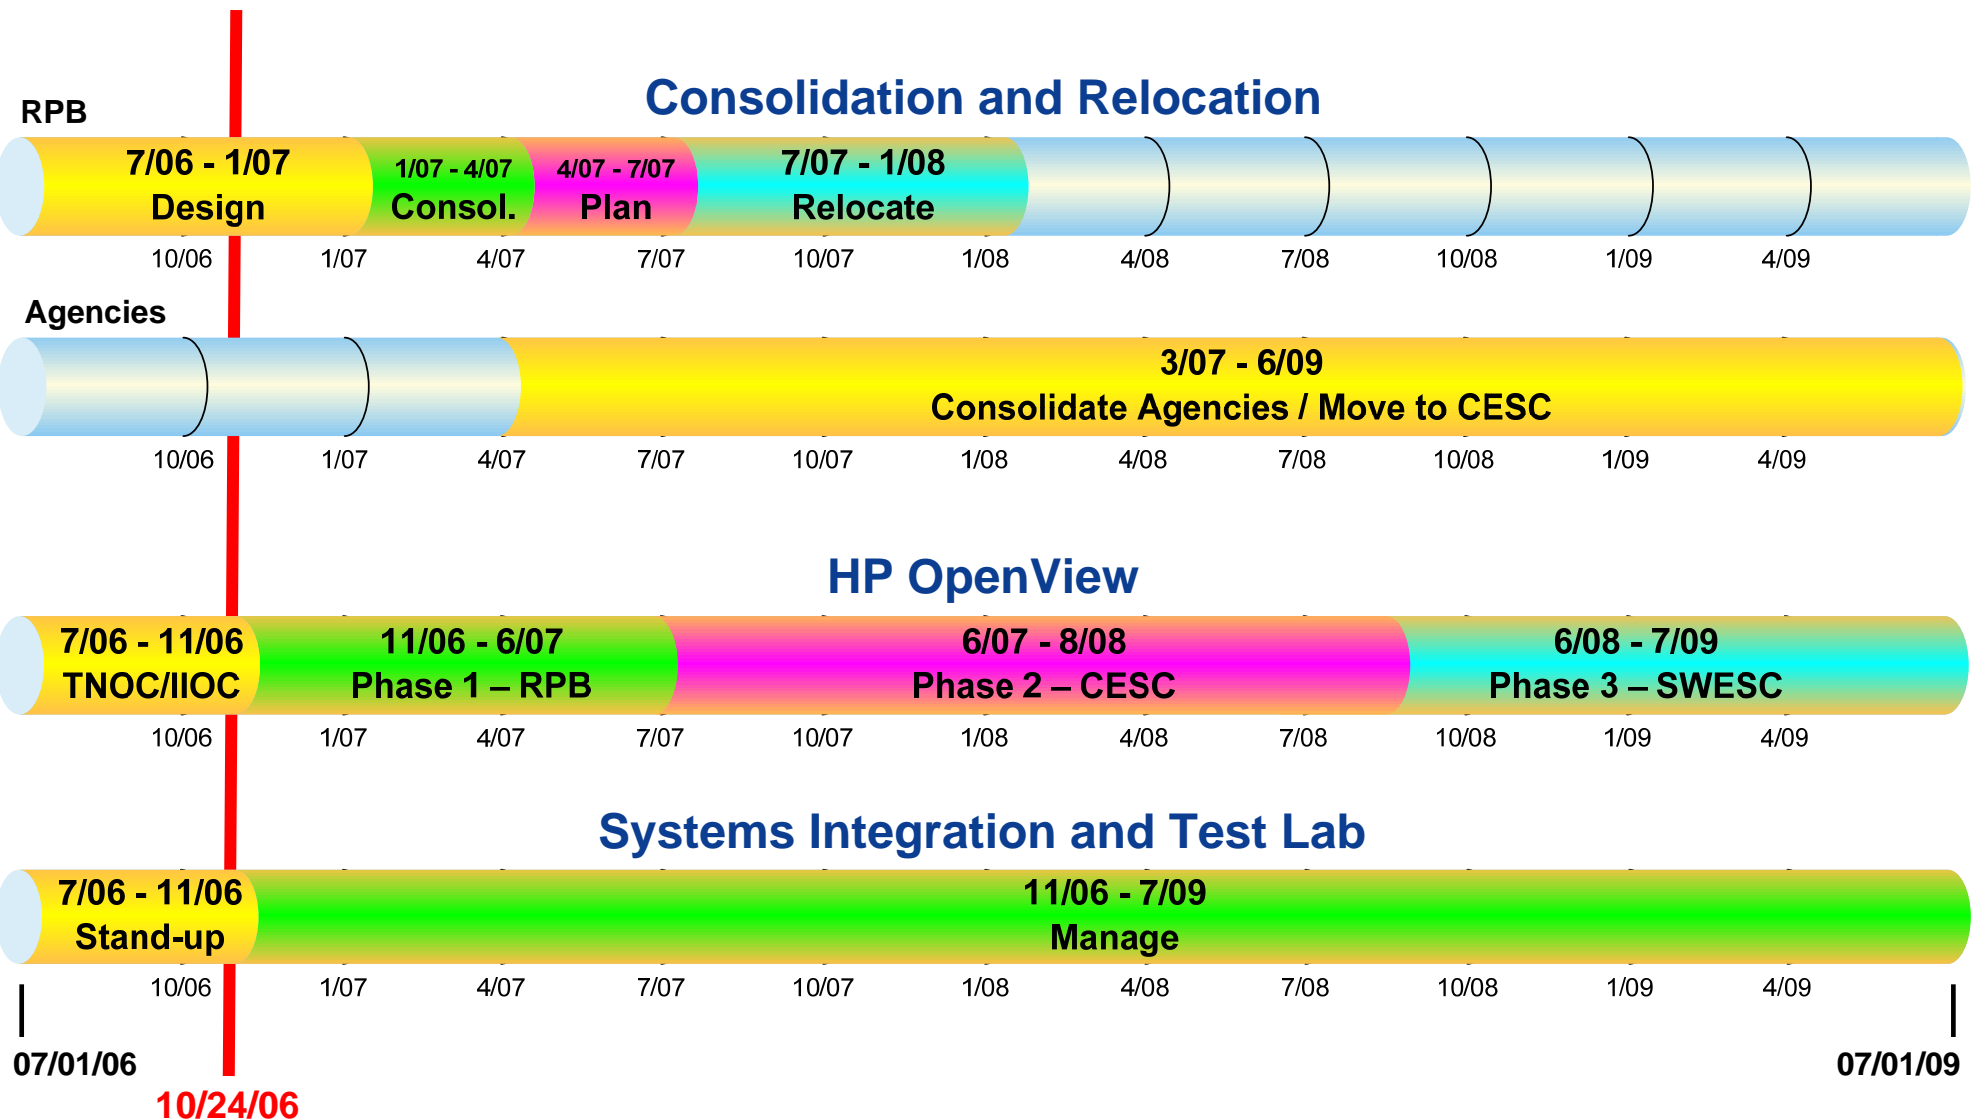 Consolidation and Relocation
RPB
7/06 - 1/07
Design
1/07 - 4/07
Consol.
4/07 - 7/07
Plan
7/07 - 1/08
Relocate
10/06 1/07 4/07 7/07 10/07 1/08 4/08 7/08 10/08 1/09 4/09
Agencies
3/07 - 6/09
Consolidate Agencies / Move to CESC
10/06 1/07 4/07 7/07 10/07 1/08 4/08 7/08 10/08 1/09 4/09
HP OpenView
7/06 - 11/06
TNOC/IIOC
11/06 - 6/07
Phase 1 – RPB
6/07 - 8/08
Phase 2 – CESC
6/08 - 7/09
Phase 3 – SWESC
10/06 1/07 4/07 7/07 10/07 1/08 4/08 7/08 10/08 1/09 4/09
Systems Integration and Test Lab
7/06 - 11/06
Stand-up
11/06 - 7/09
Manage
10/06 1/07 4/07 7/07 10/07 1/08 4/08 7/08 10/08 1/09 4/09
07/01/06
07/01/09
10/24/06